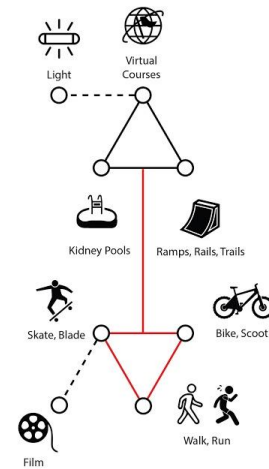 Light
Virtual
Courses
Kidney Pools
Ramps, Rails, Trails
Skate, Blade
Bike, Scoot
Walk, Run
Film